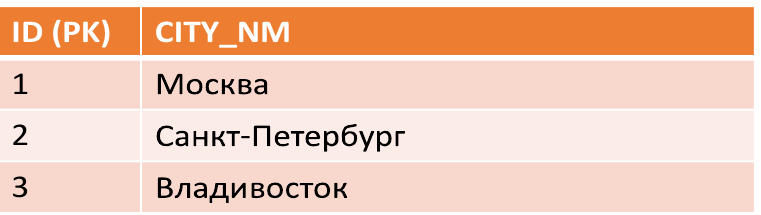 ID (PK) CITY_NM
1 Москва
2 Санкт-Петербург
3 Владивосток